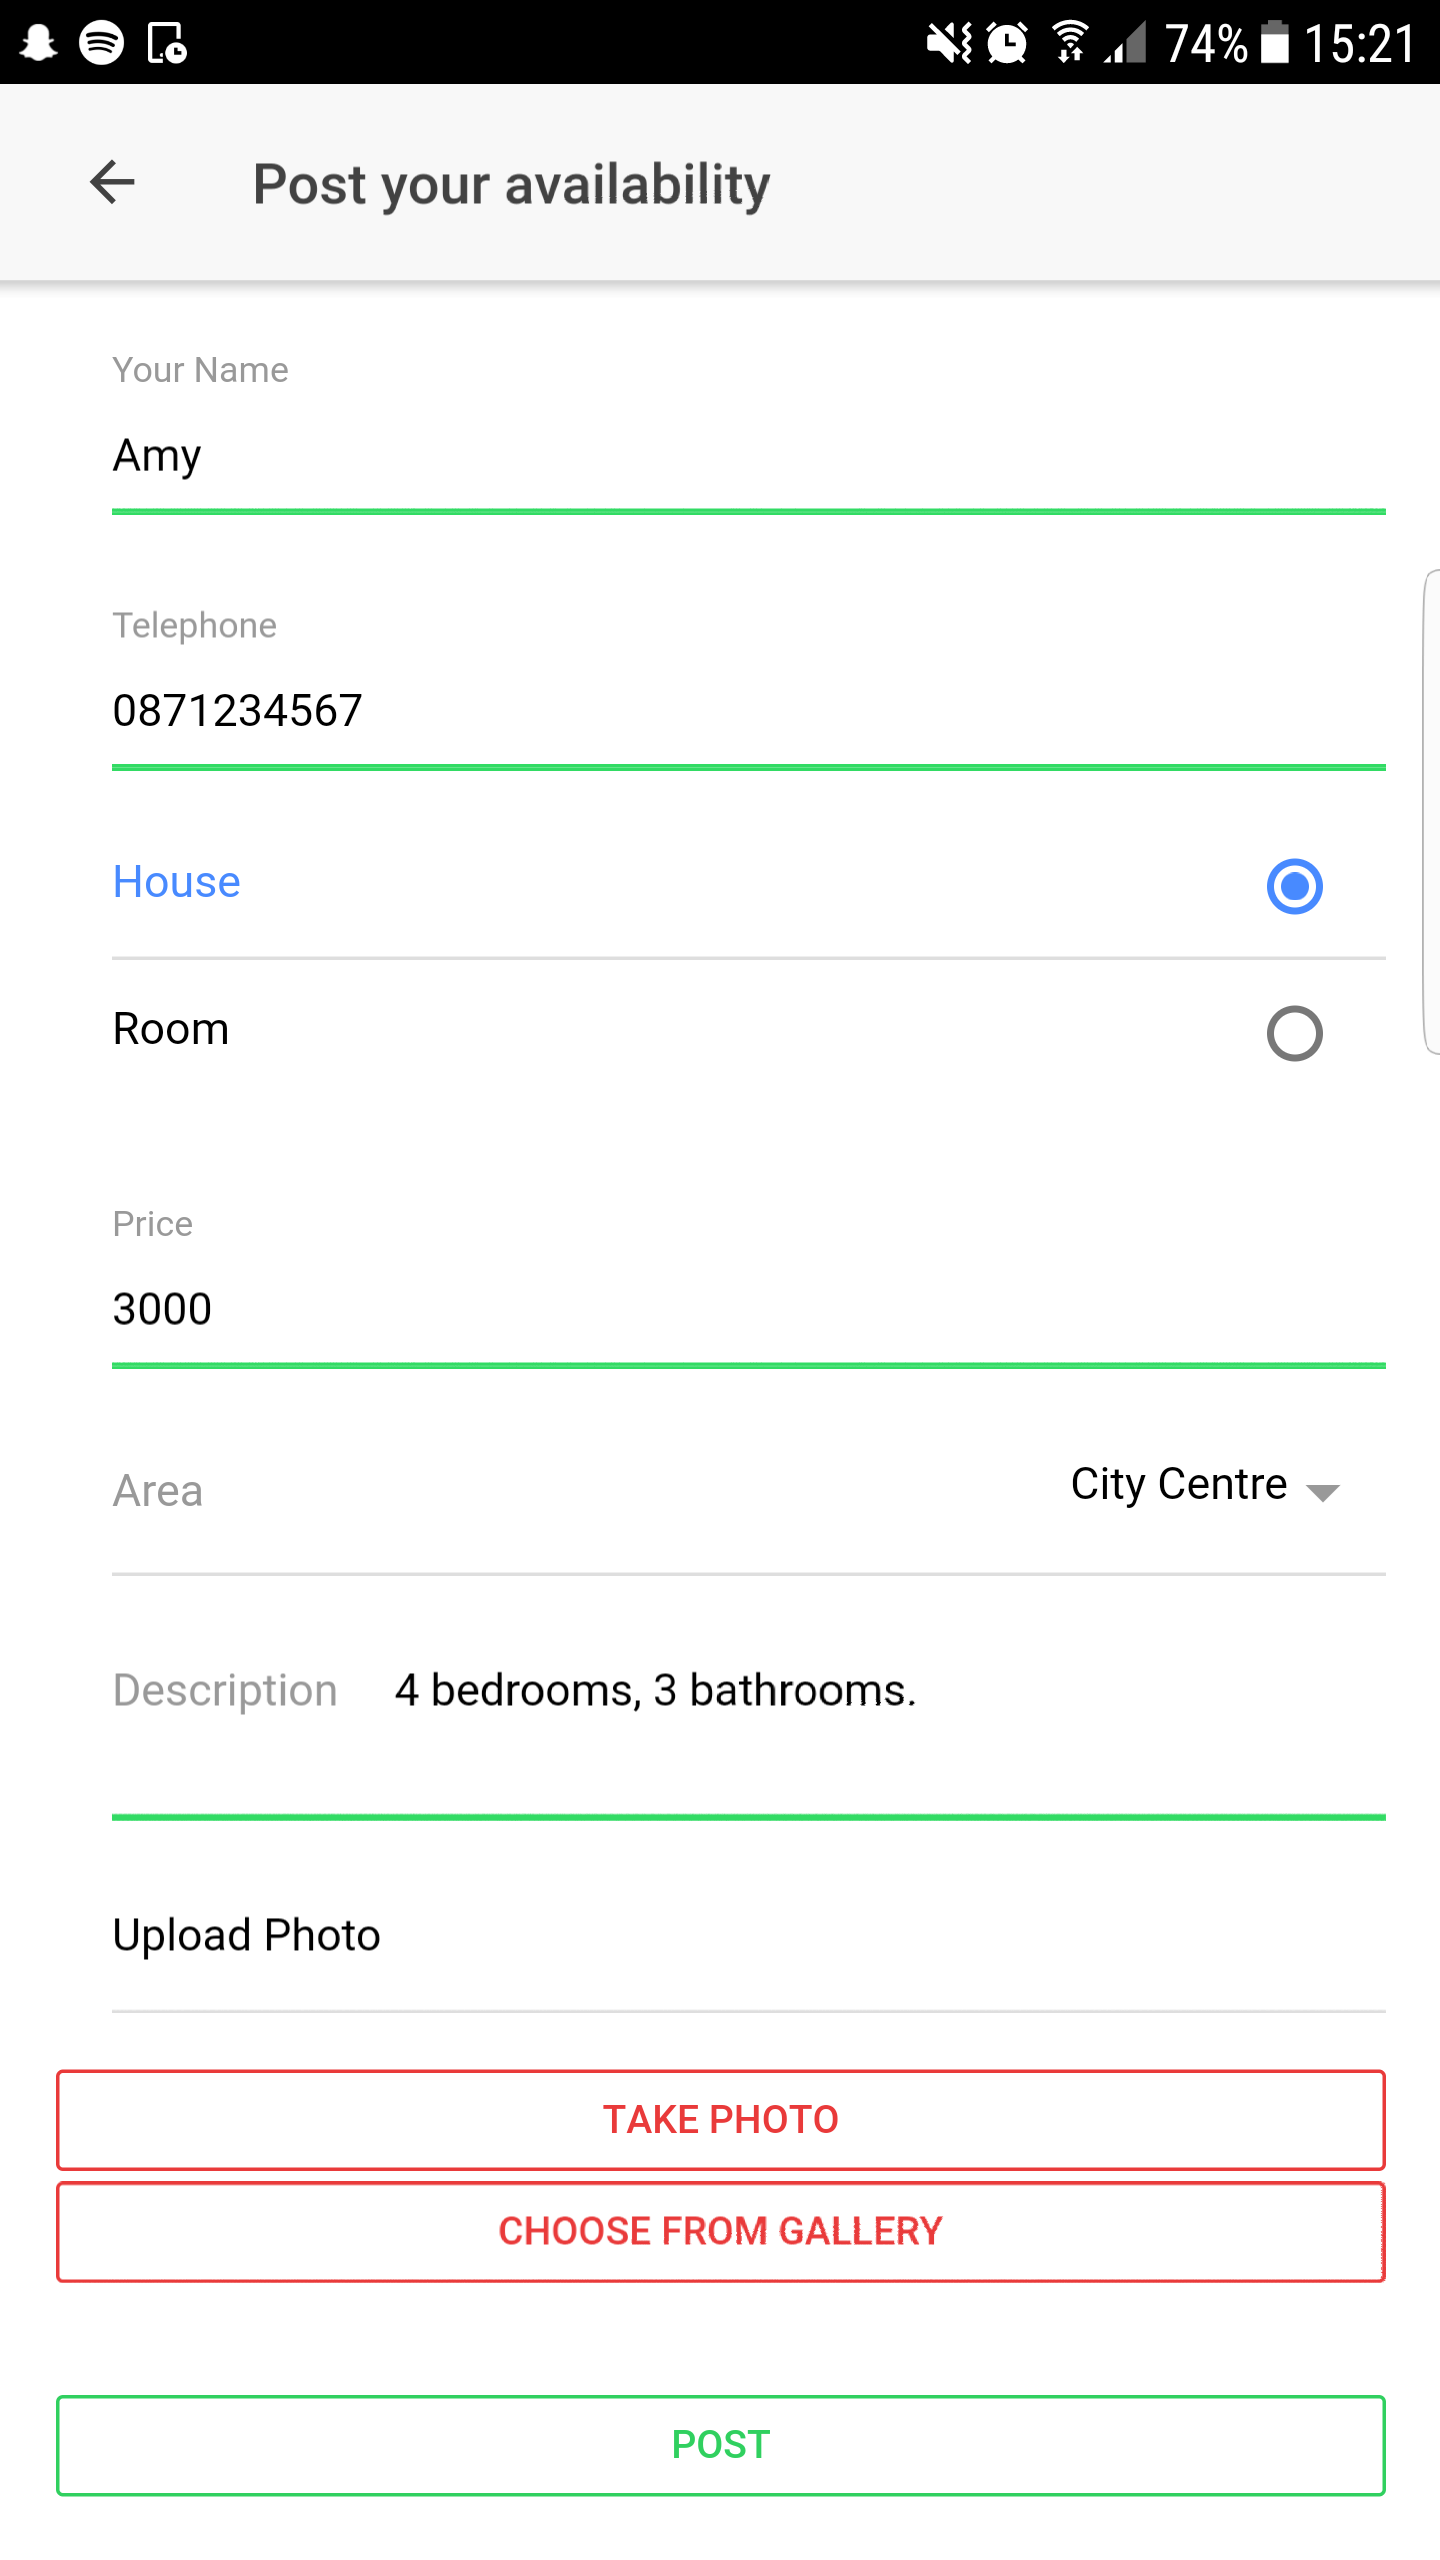 74% 15:21
Post your availability
Your Name
Amy
Telephone
0871234567
House
Room
Price
3000
Area City Centre
Description 4 bedrooms, 3 bathrooms.
Upload Photo
TAKE PHOTO
CHOOSE FROM GALLERY
POST